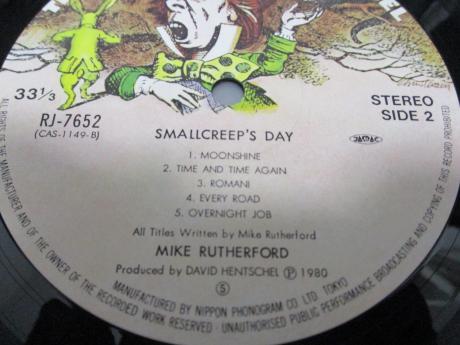 33⅓
STEREO
RJ-7652
SIDE 2
(CAS-1149-B)
JASRAC
SMALLCREEP'S DAY
1. MOONSHINE
2. TIME AND TIME AGAIN
3. ROMANI
4. EVERY ROAD
5. OVERNIGHT JOB
All Titles Written by Mike Rutherford
MIKE RUTHERFORD
Produced by DAVID HENTSCHEL Ⓟ 1980
S
ALL RIGHTS OF THE MANUFACTURER AND OF THE OWNER OF THE RECORDED WORK RESERVED · UNAUTHORISED PUBLIC PERFORMANCE BROADCASTING AND COPYING OF THIS RECORD PROHIBITED
MANUFACTURED BY NIPPON PHONOGRAM CO LTD. TOKYO